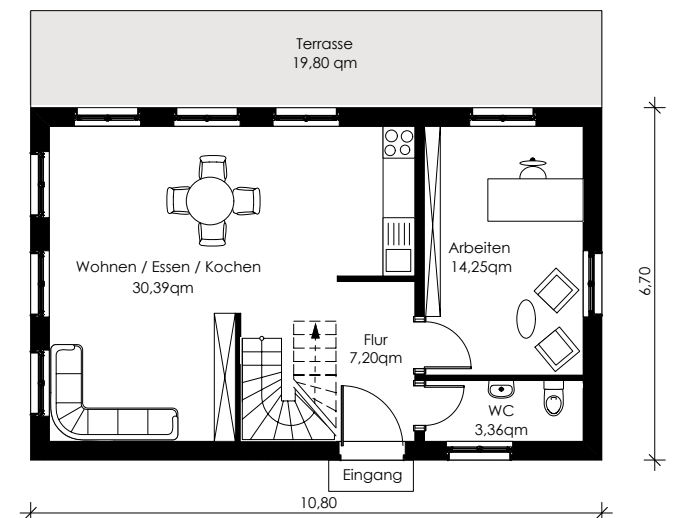 Terrasse
19,80 qm
Wohnen / Essen / Kochen
30,39qm
Arbeiten
14,25qm
6,70
Flur
7,20qm
WC
3,36qm
Eingang
10,80